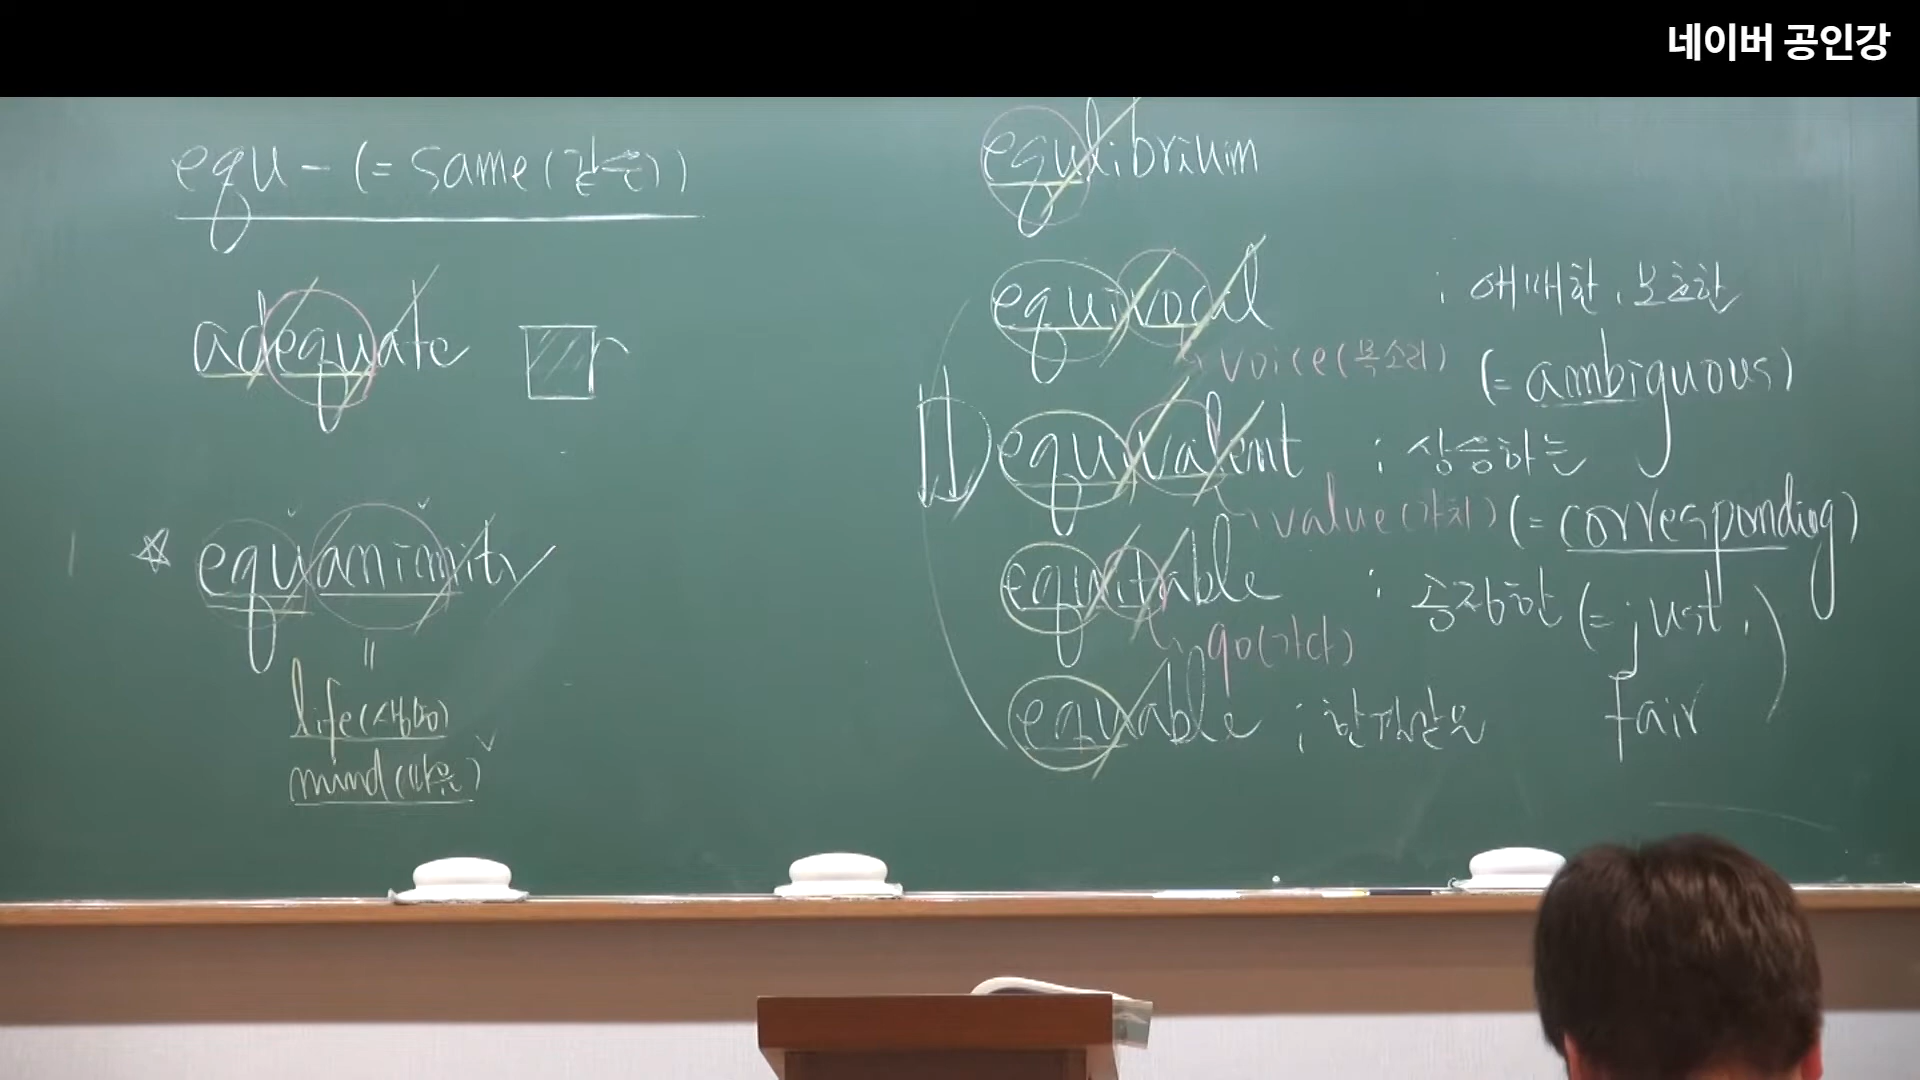 네이버 공인강
equ - (= same (같은))
adequate
☆ equanimity
=
life (생명)
mind (마음)
equlibrium
equivocal : 애매한, 모호한
voice (목소리) (= ambiguous)
equivalent ; 상응하는
value (가치) (= corresponding)
equitable : 공정한 (= just,
go (가다)
equable ; 한결같은 fair )